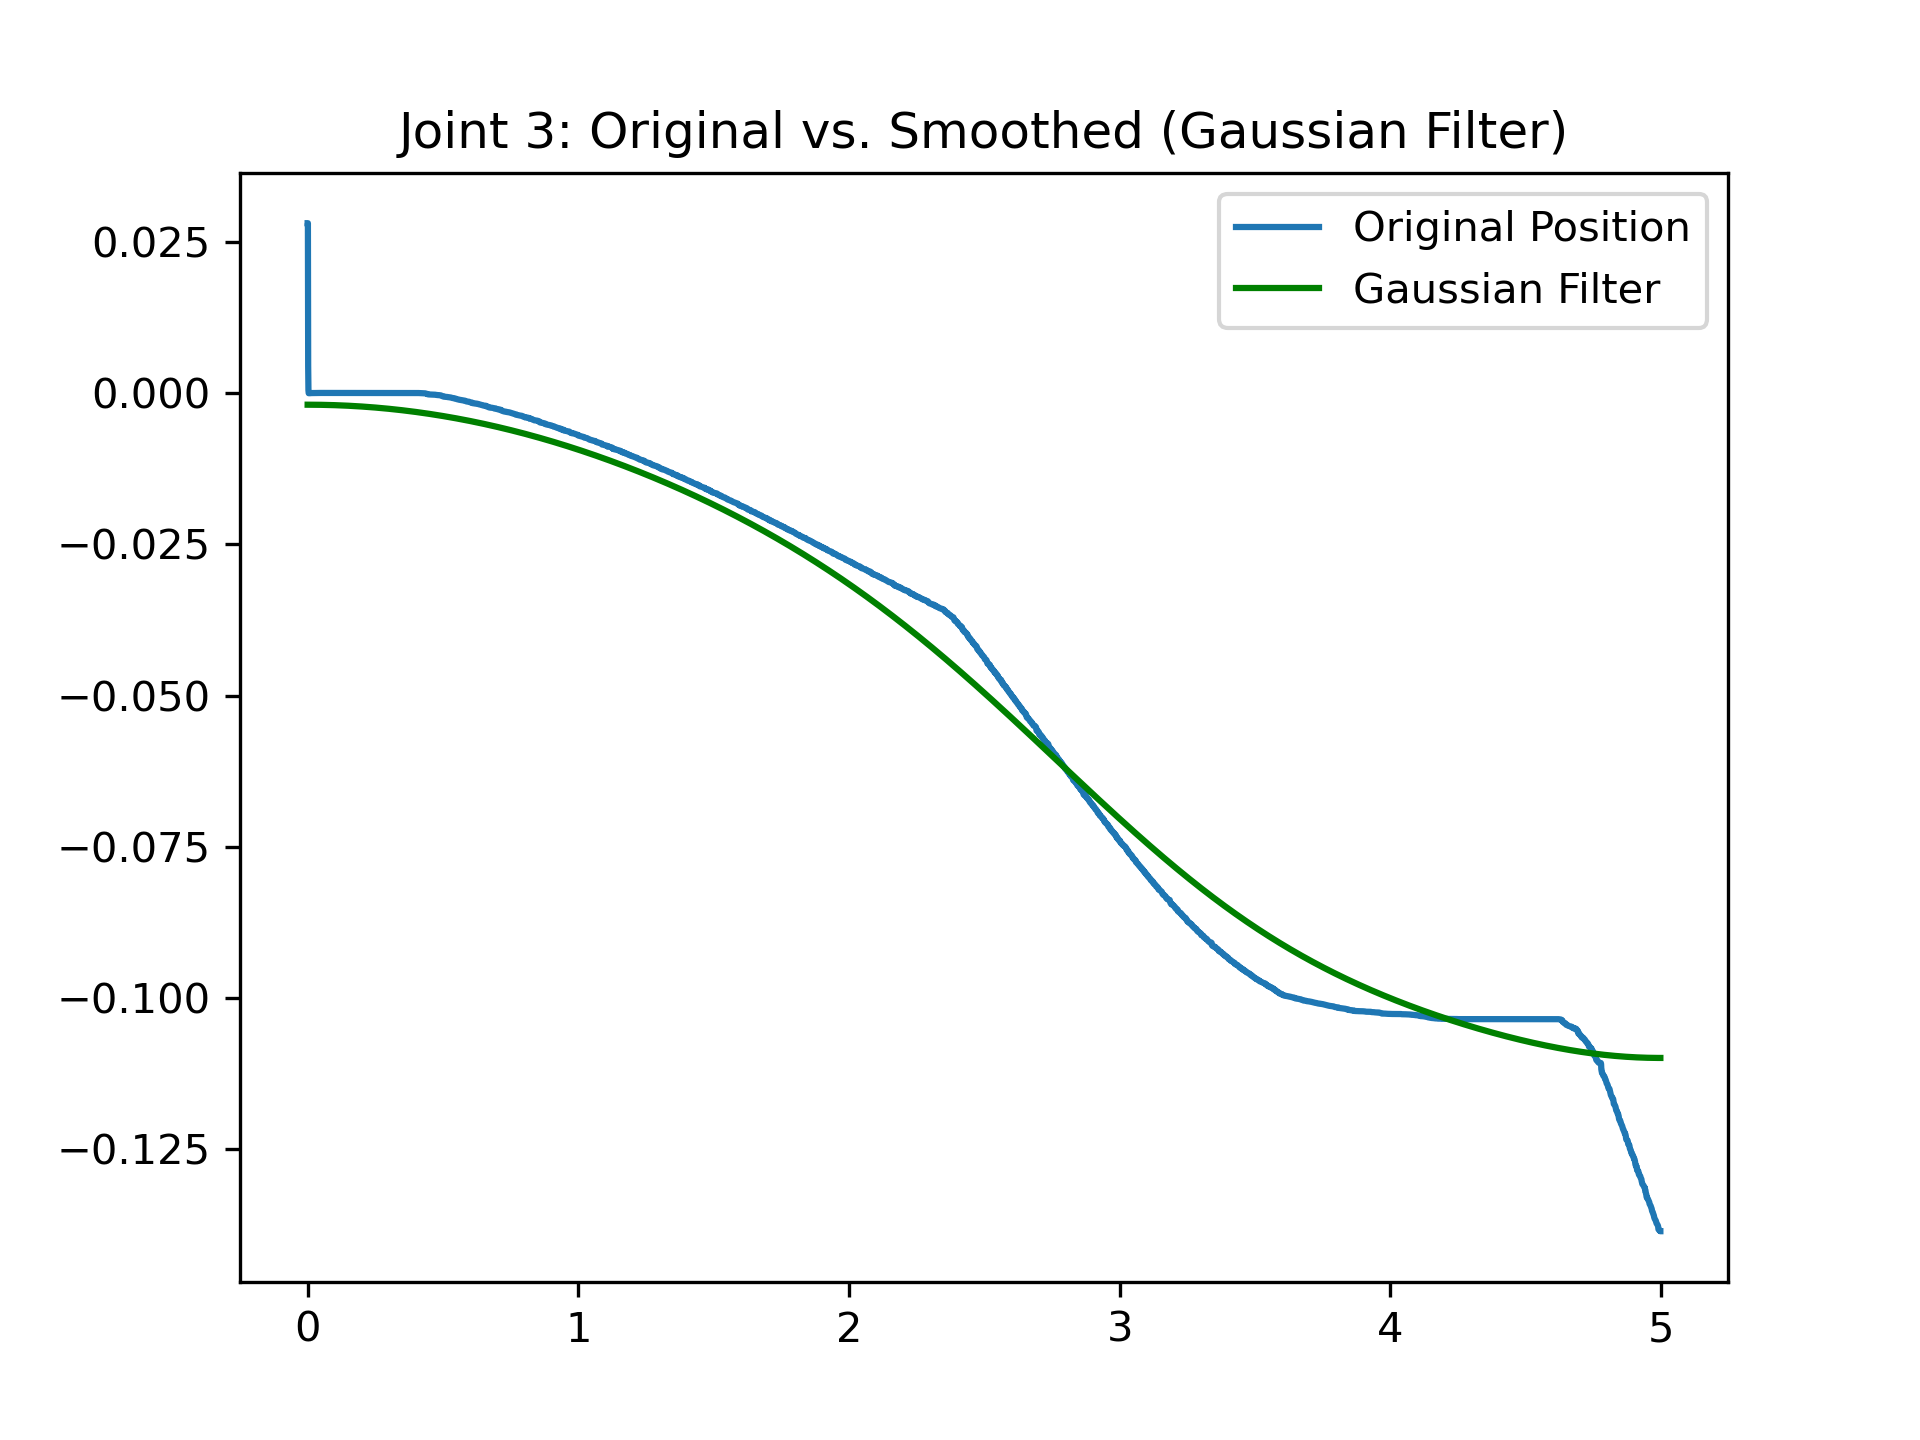 Joint 3: Original vs. Smoothed (Gaussian Filter)
Original Position
Gaussian Filter
0.025
0.000
−0.025
−0.050
−0.075
−0.100
−0.125
0 1 2 3 4 5